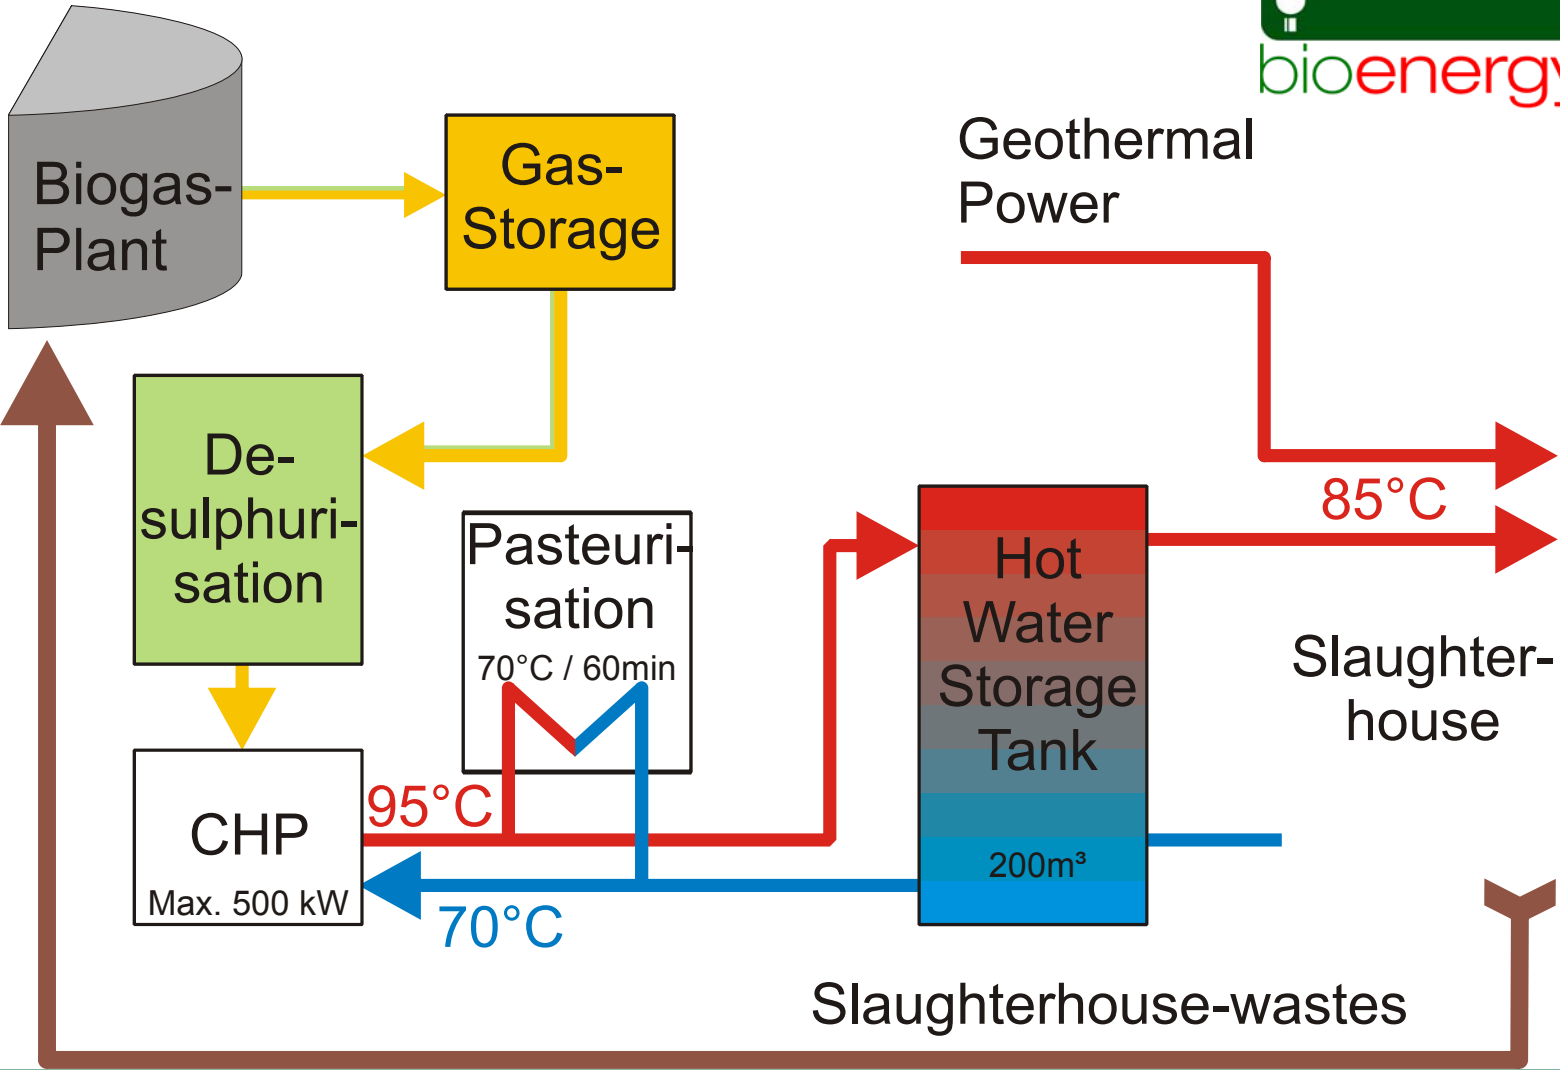 bioenergy
Geothermal
Power
Biogas-
Plant
Gas-
Storage
De-
sulphuri-
sation
Pasteuri-
sation
70°C / 60min
85°C
Hot
Water
Storage
Tank
200m³
Slaughter-
house
95°C
CHP
Max. 500 kW
70°C
Slaughterhouse-wastes